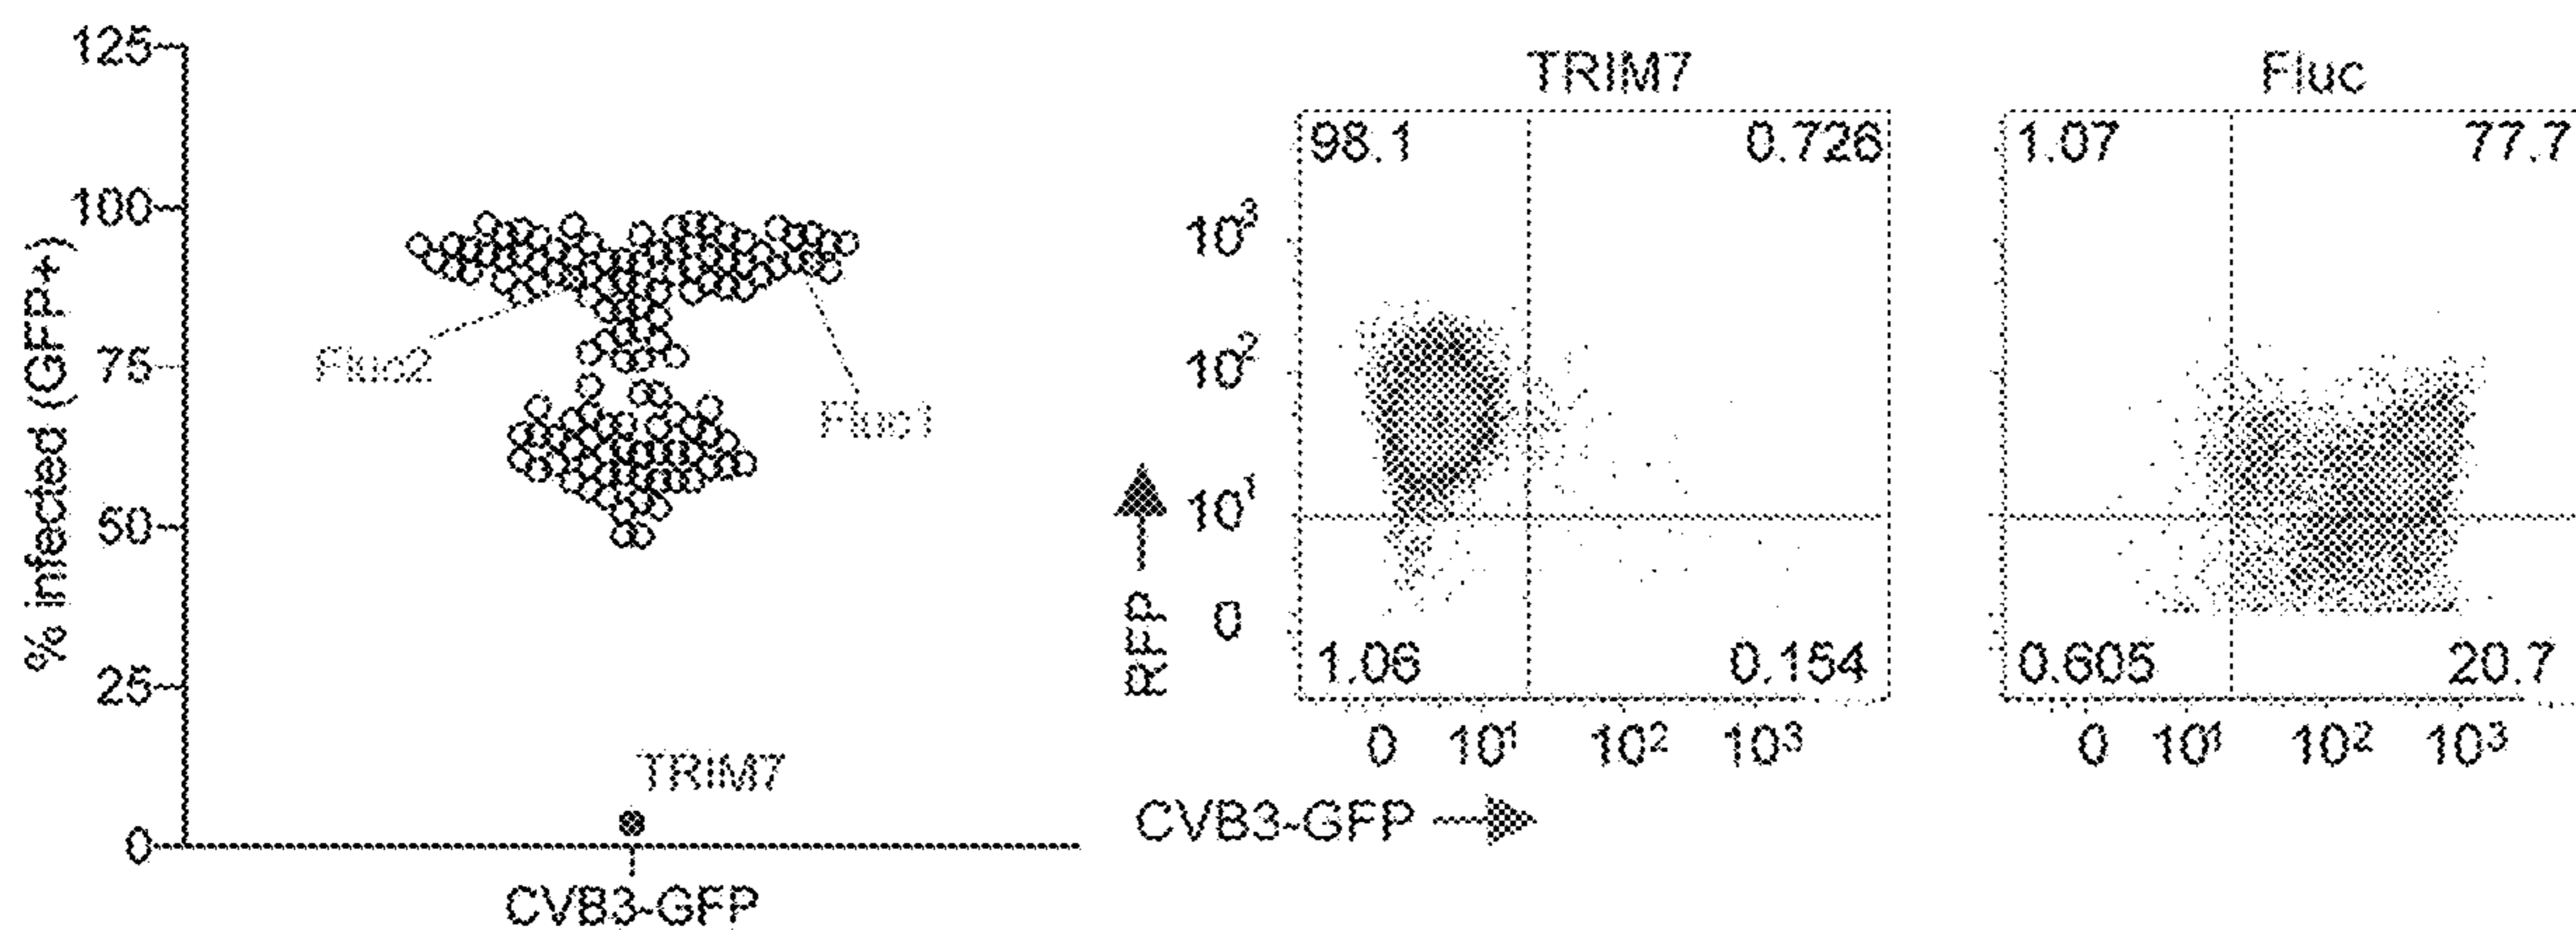 125
100
75
50
25
0
% infected (GFP+)
Fluc2
Fluc1
TRIM7
CVB3-GFP
TRIM7
98.1
0.726
1.06
0.154
10³
10²
10¹
0
RFP
0 10¹ 10² 10³
CVB3-GFP
Fluc
1.07
77.7
0.605
20.7
0 10¹ 10² 10³